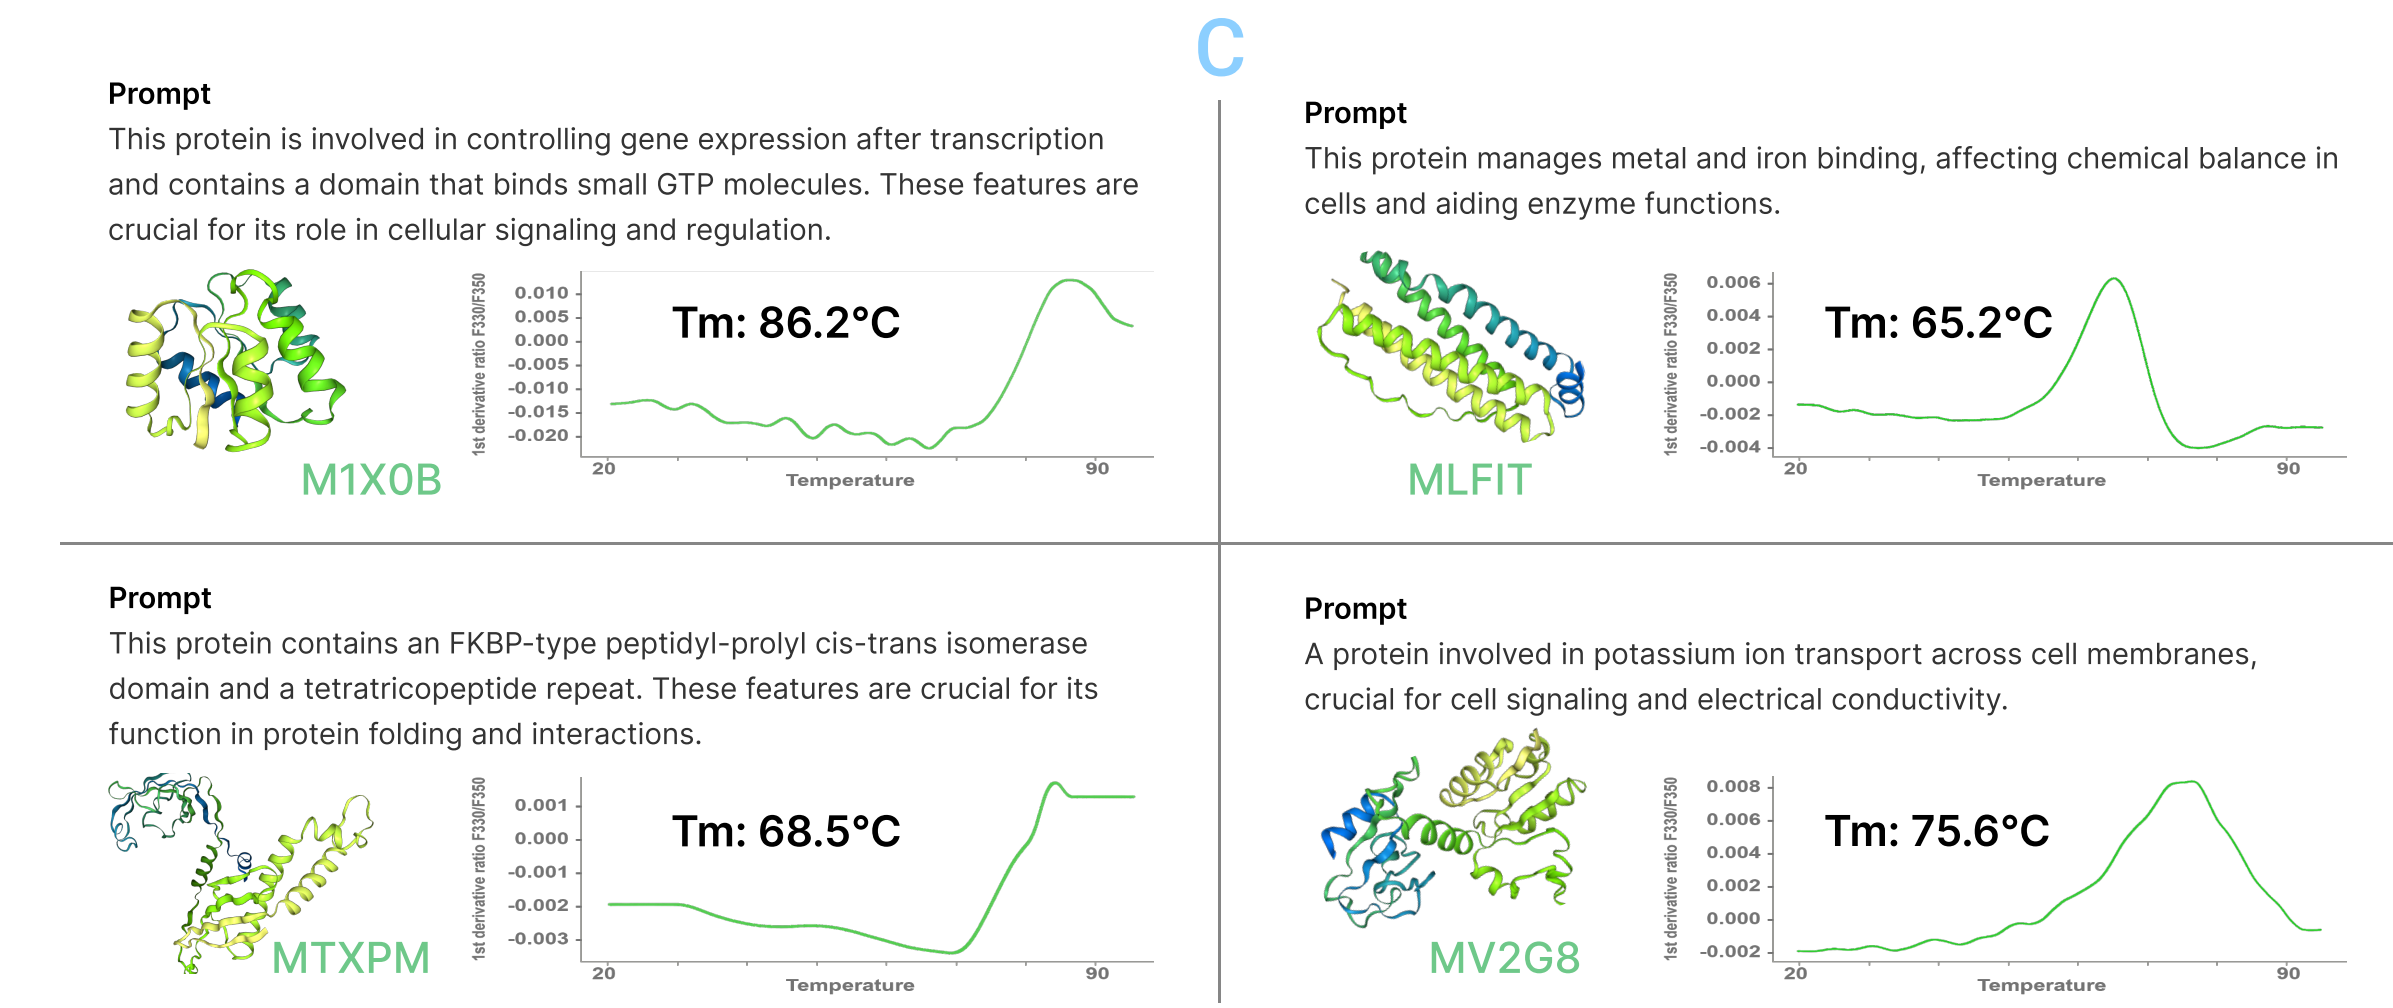 C
Prompt
This protein is involved in controlling gene expression after transcription
and contains a domain that binds small GTP molecules. These features are
crucial for its role in cellular signaling and regulation.
1st derivative ratio F330/F350
0.010
0.005
0.000
-0.005
-0.010
-0.015
-0.020
Tm: 86.2°C
20
90
Temperature
M1X0B
Prompt
This protein manages metal and iron binding, affecting chemical balance in
cells and aiding enzyme functions.
1st derivative ratio F330/F350
0.006
0.004
0.002
0.000
-0.002
-0.004
Tm: 65.2°C
20
90
Temperature
MLFIT
Prompt
This protein contains an FKBP-type peptidyl-prolyl cis-trans isomerase
domain and a tetratricopeptide repeat. These features are crucial for its
function in protein folding and interactions.
1st derivative ratio F330/F350
0.001
0.000
-0.001
-0.002
-0.003
Tm: 68.5°C
20
90
Temperature
MTXPM
Prompt
A protein involved in potassium ion transport across cell membranes,
crucial for cell signaling and electrical conductivity.
1st derivative ratio F330/F350
0.008
0.006
0.004
0.002
0.000
-0.002
Tm: 75.6°C
20
90
Temperature
MV2G8